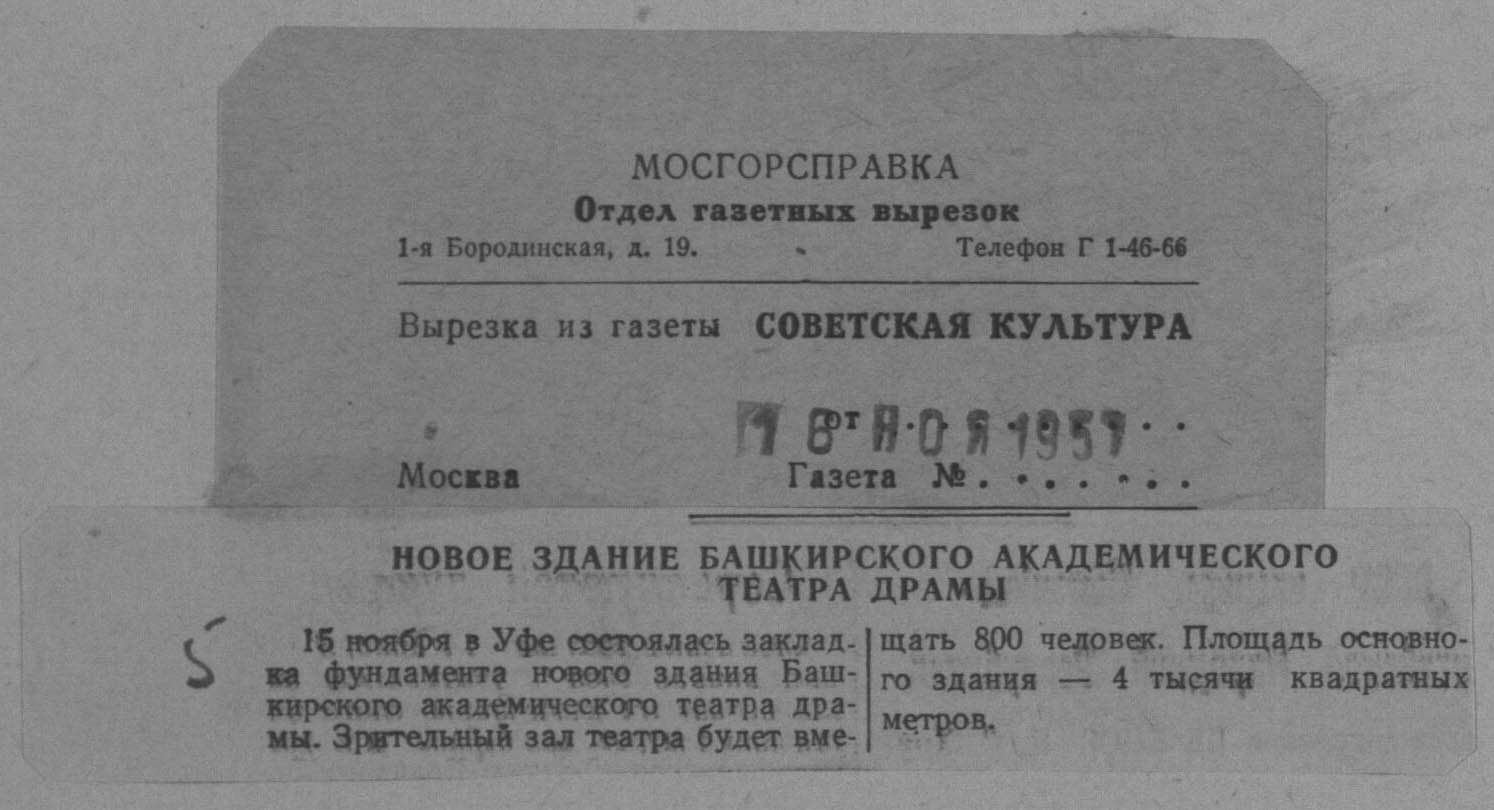 МОСГОРСПРАВКА
Отдел газетных вырезок
1-я Бородинская, д. 19. Телефон Г 1-46-66
Вырезка из газеты СОВЕТСКАЯ КУЛЬТУРА
от
16 НОЯ 1957
Москва Газета №. . . . . . .
НОВОЕ ЗДАНИЕ БАШКИРСКОГО АКАДЕМИЧЕСКОГО
ТЕАТРА ДРАМЫ
5
15 ноября в Уфе состоялась заклад-
ка фундамента нового здания Баш-
кирского академического театра дра-
мы. Зрительный зал театра будет вме-
щать 800 человек. Площадь основно-
го здания — 4 тысячи квадратных
метров.